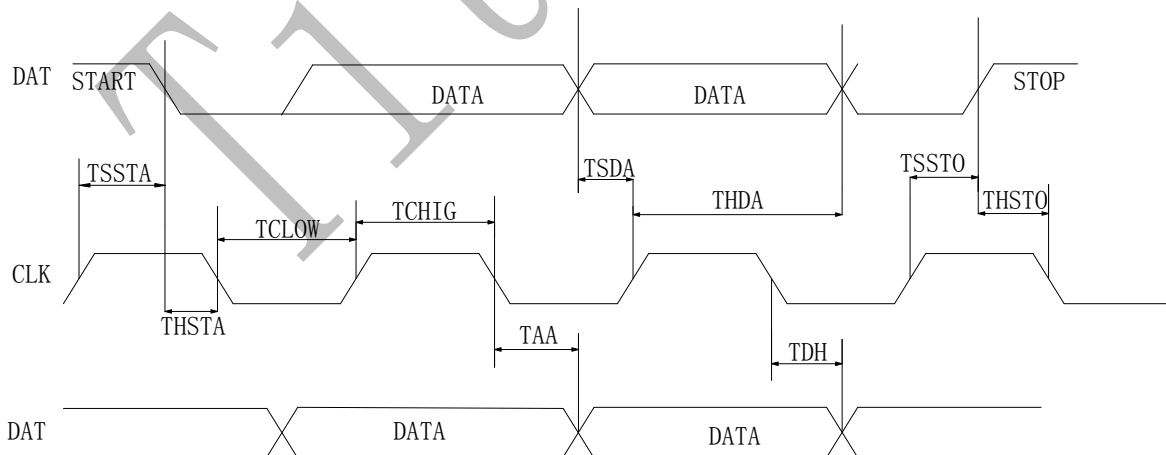 DAT START DATA DATA STOP
TSSTA TSDA TSSTO
TCLOW TCHIG THDA THSTO
CLK
THSTA TAA TDH
DAT DATA DATA